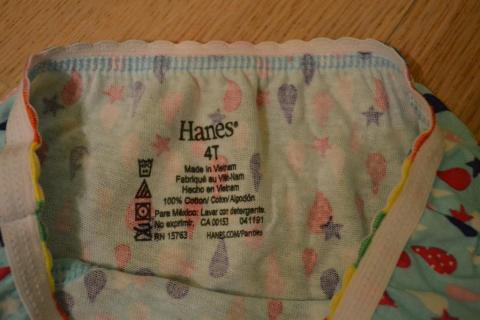 Hanes®
4T
Made in Vietnam
Fabriqué au Viêt-Nam
Hecho en Vietnam
100% Cotton/ Coton/ Algodón
Para México: Lavar con detergente.
No exprimir. CA 00153 041191
RN 15763 HANES.COM/Panties